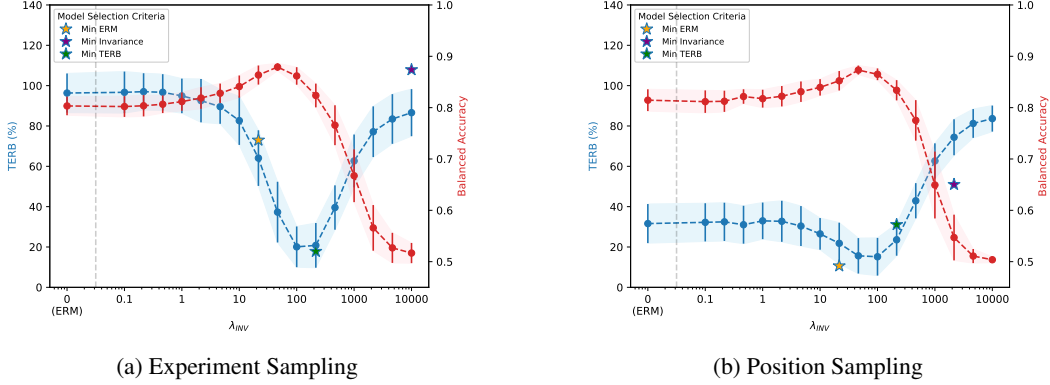 140
120
100
80
60
40
20
0
TERB (%)
Model Selection Criteria
Min ERM
Min Invariance
Min TERB
1.0
0.9
0.8
0.7
0.6
0.5
Balanced Accuracy
0 0.1 1 10 100 1000 10000
(ERM)
λINV
(a) Experiment Sampling
140
120
100
80
60
40
20
0
TERB (%)
Model Selection Criteria
Min ERM
Min Invariance
Min TERB
1.0
0.9
0.8
0.7
0.6
0.5
Balanced Accuracy
0 0.1 1 10 100 1000 10000
(ERM)
λINV
(b) Position Sampling